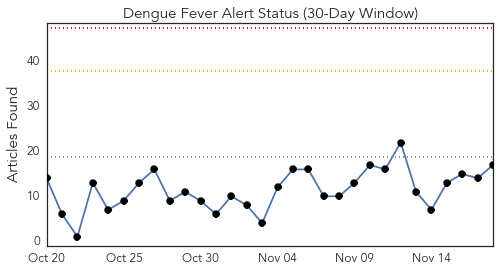 Dengue Fever Alert Status (30-Day Window)
Articles Found
40
30
20
10
0
Oct 20 Oct 25 Oct 30 Nov 04 Nov 09 Nov 14